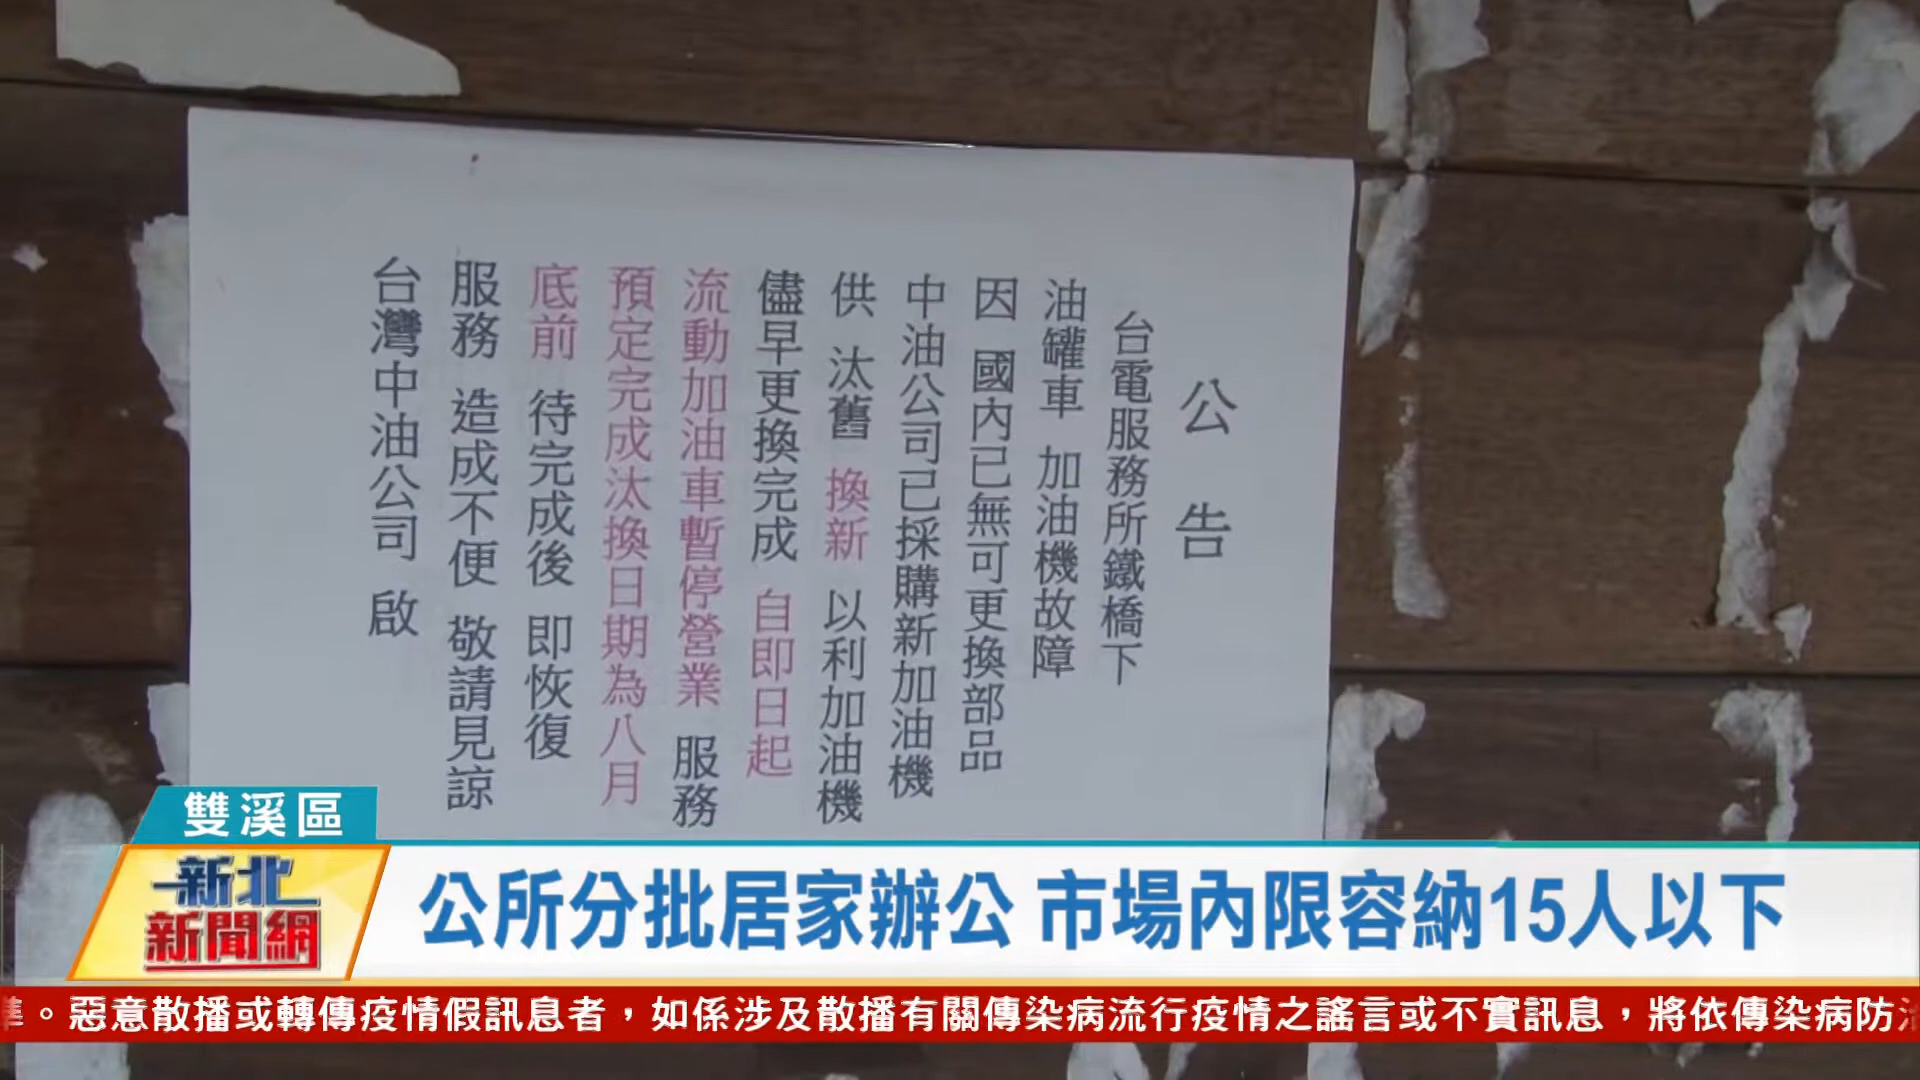 公告
台電服務所鐵橋下
油罐車 加油機故障
因 國內已無可更換部品
中油公司已採購新加油機
供 汰舊 換新 以利加油機
儘早更換完成 自即日起
流動加油車暫停營業 服務
預定完成汰換日期為八月
底前 待完成後 即恢復
服務 造成不便 敬請見諒
台灣中油公司 啟
雙溪區
新北
新聞網
公所分批居家辦公 市場內限容納15人以下
。惡意散播或轉傳疫情假訊息者，如係涉及散播有關傳染病流行疫情之謠言或不實訊息，將依傳染病防